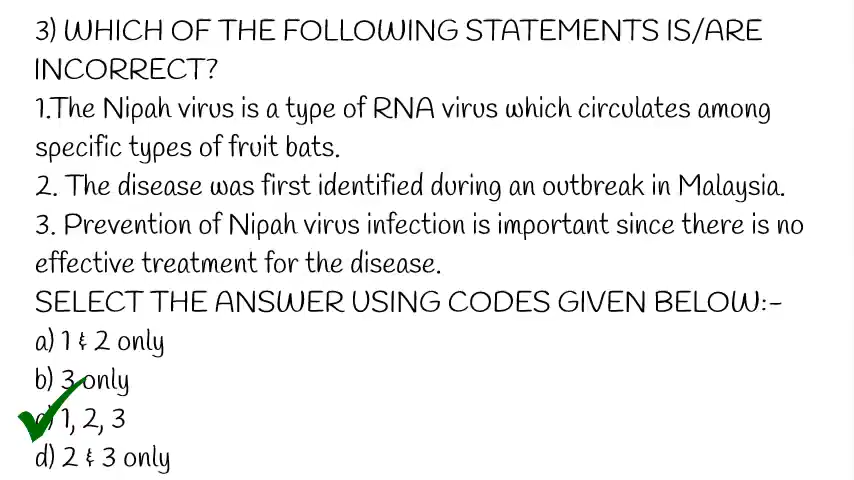 3) WHICH OF THE FOLLOWING STATEMENTS IS/ARE
INCORRECT?
1.The Nipah virus is a type of RNA virus which circulates among
specific types of fruit bats.
2. The disease was first identified during an outbreak in Malaysia.
3. Prevention of Nipah virus infection is important since there is no
effective treatment for the disease.
SELECT THE ANSWER USING CODES GIVEN BELOW:-
a) 1 & 2 only
b) 3 only
c) 1, 2, 3
d) 2 & 3 only